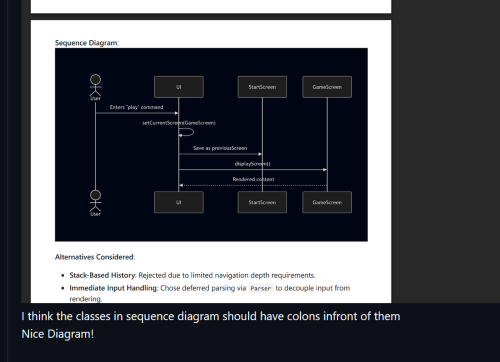 Sequence Diagram:
UI
StartScreen
GameScreen
User
Enters "play" command
setCurrentScreen(GameScreen)
Save as previousScreen
displayScreen()
Rendered content
UI
StartScreen
GameScreen
User
Alternatives Considered:
• Stack-Based History: Rejected due to limited navigation depth requirements.
• Immediate Input Handling: Chose deferred parsing via Parser to decouple input from
rendering.
I think the classes in sequence diagram should have colons infront of them
Nice Diagram!